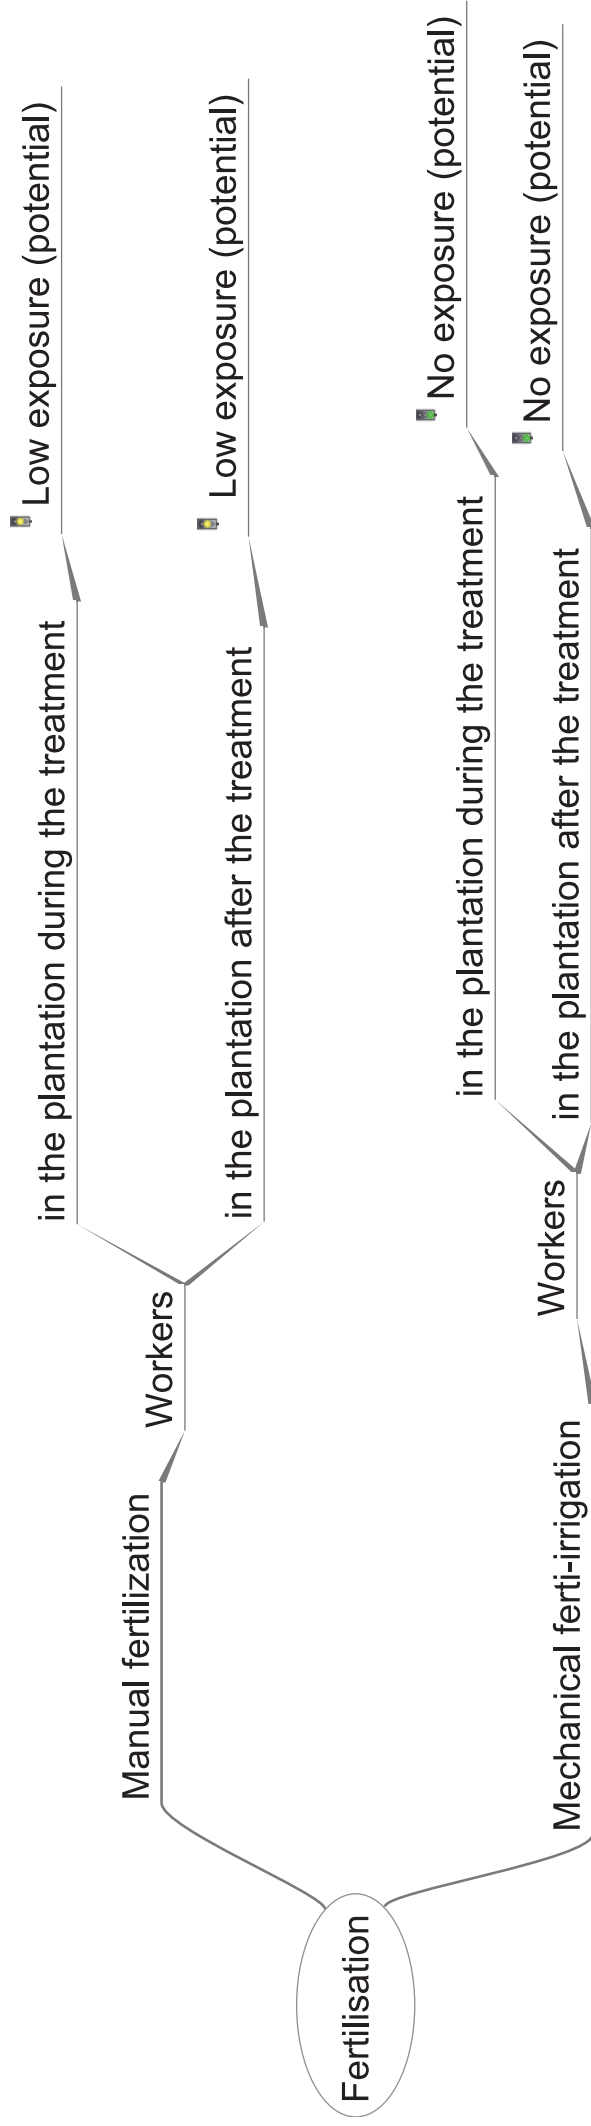 Fertilisation
Manual fertilization
Workers
in the plantation during the treatment
Low exposure (potential)
in the plantation after the treatment
Low exposure (potential)
Mechanical ferti-irrigation
Workers
in the plantation during the treatment
No exposure (potential)
in the plantation after the treatment
No exposure (potential)